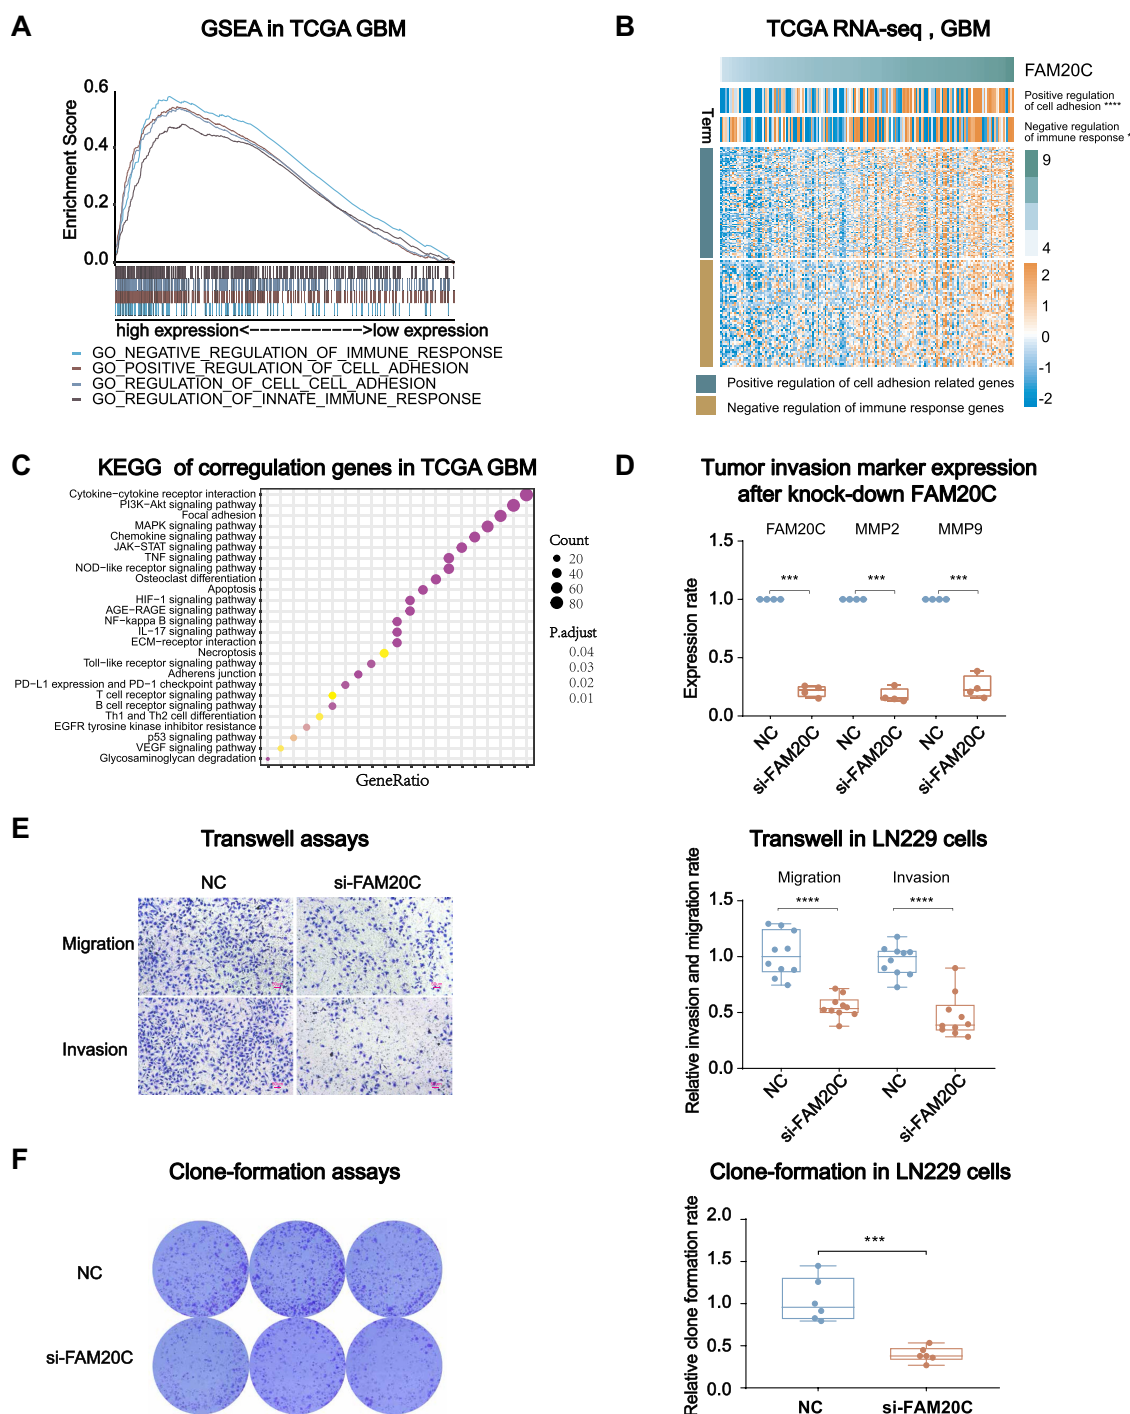 A
GSEA in TCGA GBM
Enrichment Score
0.6
0.4
0.2
0.0
high expression<------------->low expression
GO_NEGATIVE_REGULATION_OF_IMMUNE_RESPONSE
GO_POSITIVE_REGULATION_OF_CELL_ADHESION
GO_REGULATION_OF_CELL_CELL_ADHESION
GO_REGULATION_OF_INNATE_IMMUNE_RESPONSE
B
TCGA RNA-seq , GBM
FAM20C
Positive regulation
of cell adhesion ****
Negative regulation
of immune response *
Term
9
4
2
1
0
-1
-2
Positive regulation of cell adhesion related genes
Negative regulation of immune response genes
C
KEGG of corregulation genes in TCGA GBM
Cytokine−cytokine receptor interaction
PI3K−Akt signaling pathway
Focal adhesion
MAPK signaling pathway
Chemokine signaling pathway
JAK−STAT signaling pathway
TNF signaling pathway
NOD−like receptor signaling pathway
Osteoclast differentiation
Apoptosis
HIF−1 signaling pathway
AGE−RAGE signaling pathway
NF−kappa B signaling pathway
IL−17 signaling pathway
ECM−receptor interaction
Necroptosis
Toll−like receptor signaling pathway
Adherens junction
PD−L1 expression and PD−1 checkpoint pathway
T cell receptor signaling pathway
B cell receptor signaling pathway
Th1 and Th2 cell differentiation
EGFR tyrosine kinase inhibitor resistance
p53 signaling pathway
VEGF signaling pathway
Glycosaminoglycan degradation
GeneRatio
Count
20
40
60
80
P.adjust
0.04
0.03
0.02
0.01
D
Tumor invasion marker expression
after knock-down FAM20C
FAM20C MMP2 MMP9
Expression rate
1.5
1.0
0.5
0.0
*** *** ***
NC si-FAM20C NC si-FAM20C NC si-FAM20C
E
Transwell assays
NC si-FAM20C
Migration
Invasion
Transwell in LN229 cells
Migration Invasion
Relative invasion and migration rate
1.5
1.0
0.5
0.0
**** ****
NC si-FAM20C NC si-FAM20C
F
Clone-formation assays
NC
si-FAM20C
Clone-formation in LN229 cells
Relative clone formation rate
2.0
1.5
1.0
0.5
0.0
***
NC si-FAM20C